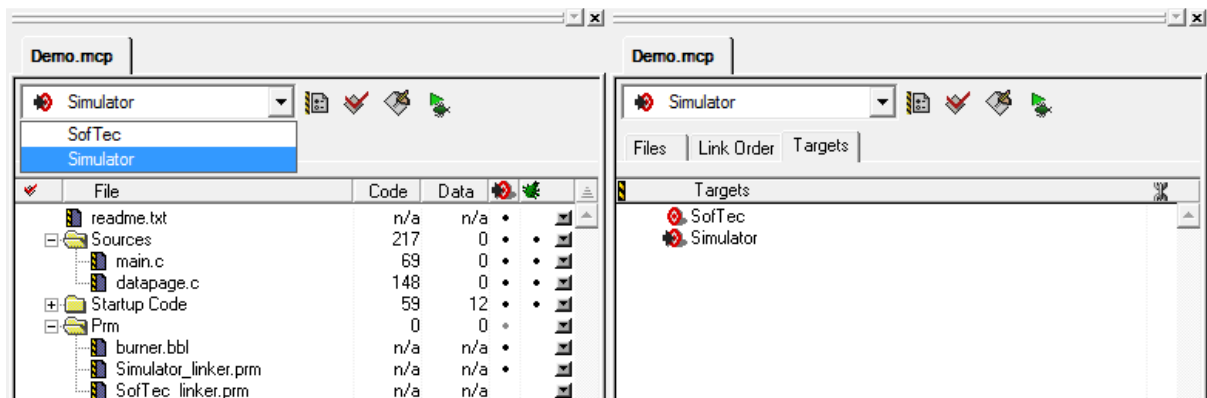 Demo.mcp
Simulator
SofTec
Simulator
File Code Data
readme.txt n/a n/a
Sources 217 0
main.c 69 0
datapage.c 148 0
Startup Code 59 12
Prm 0 0
burner.bbl n/a n/a
Simulator_linker.prm n/a n/a
SofTec_linker.prm n/a n/a
Demo.mcp
Simulator
Files Link Order Targets
Targets
SofTec
Simulator